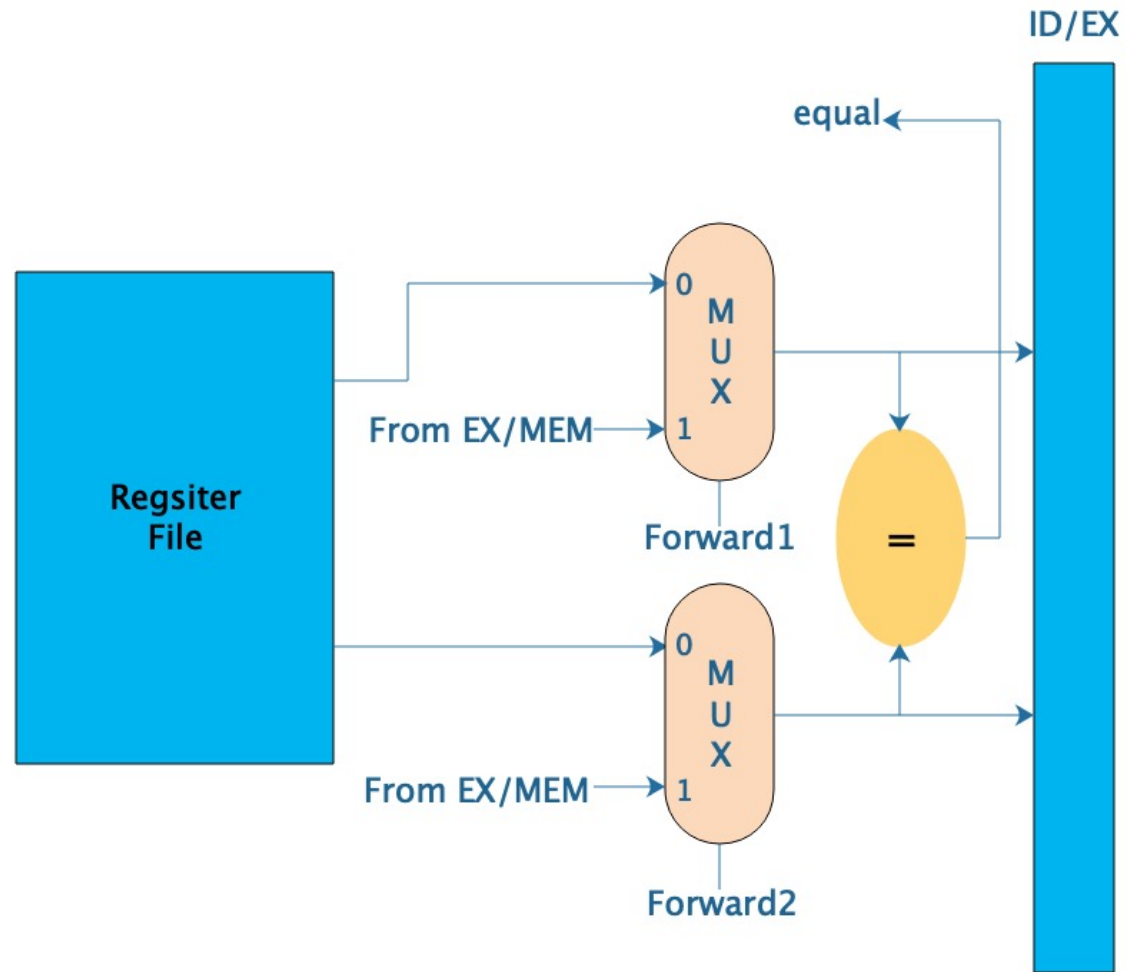 ID/EX
equal
0
M
U
X
From EX/MEM
1
Regsiter
File
Forward1
=
0
M
U
X
From EX/MEM
1
Forward2